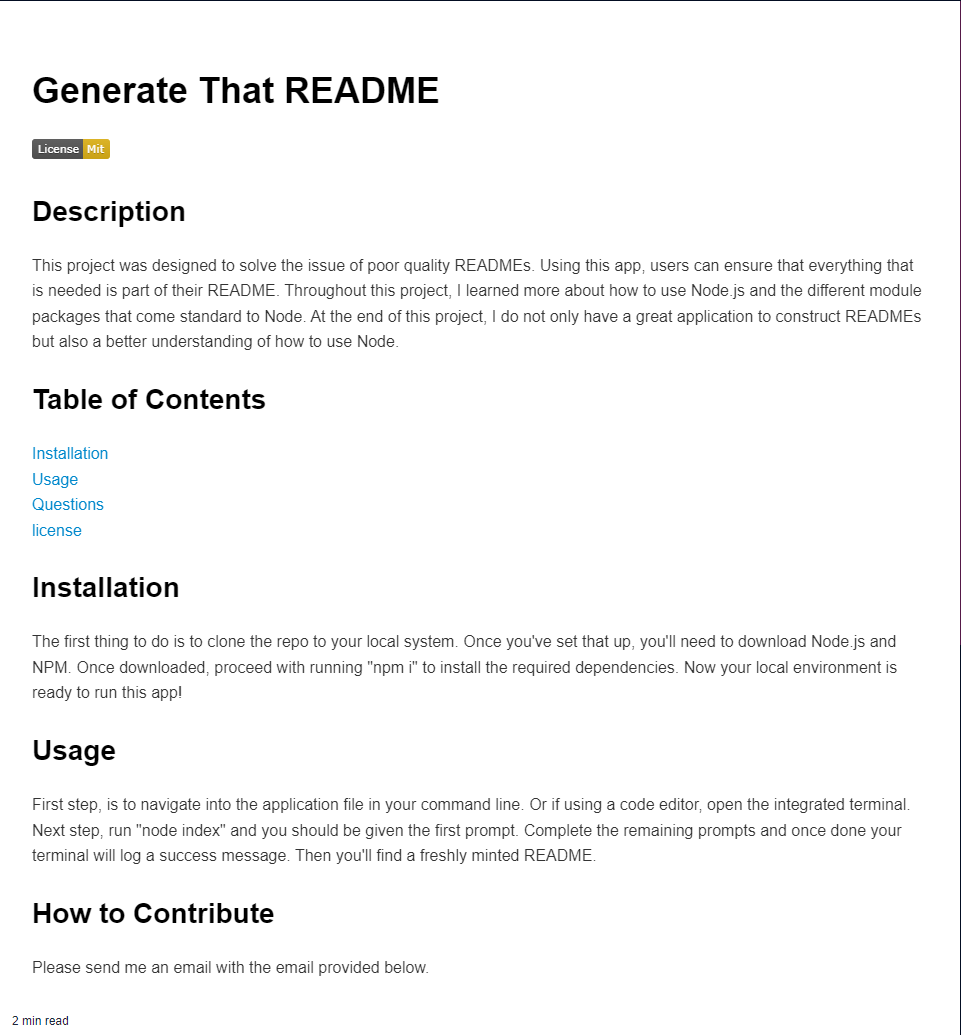 Generate That README
License Mit
Description
This project was designed to solve the issue of poor quality READMEs. Using this app, users can ensure that everything that
is needed is part of their README. Throughout this project, I learned more about how to use Node.js and the different module
packages that come standard to Node. At the end of this project, I do not only have a great application to construct READMEs
but also a better understanding of how to use Node.
Table of Contents
Installation
Usage
Questions
license
Installation
The first thing to do is to clone the repo to your local system. Once you've set that up, you'll need to download Node.js and
NPM. Once downloaded, proceed with running "npm i" to install the required dependencies. Now your local environment is
ready to run this app!
Usage
First step, is to navigate into the application file in your command line. Or if using a code editor, open the integrated terminal.
Next step, run "node index" and you should be given the first prompt. Complete the remaining prompts and once done your
terminal will log a success message. Then you'll find a freshly minted README.
How to Contribute
Please send me an email with the email provided below.
2 min read